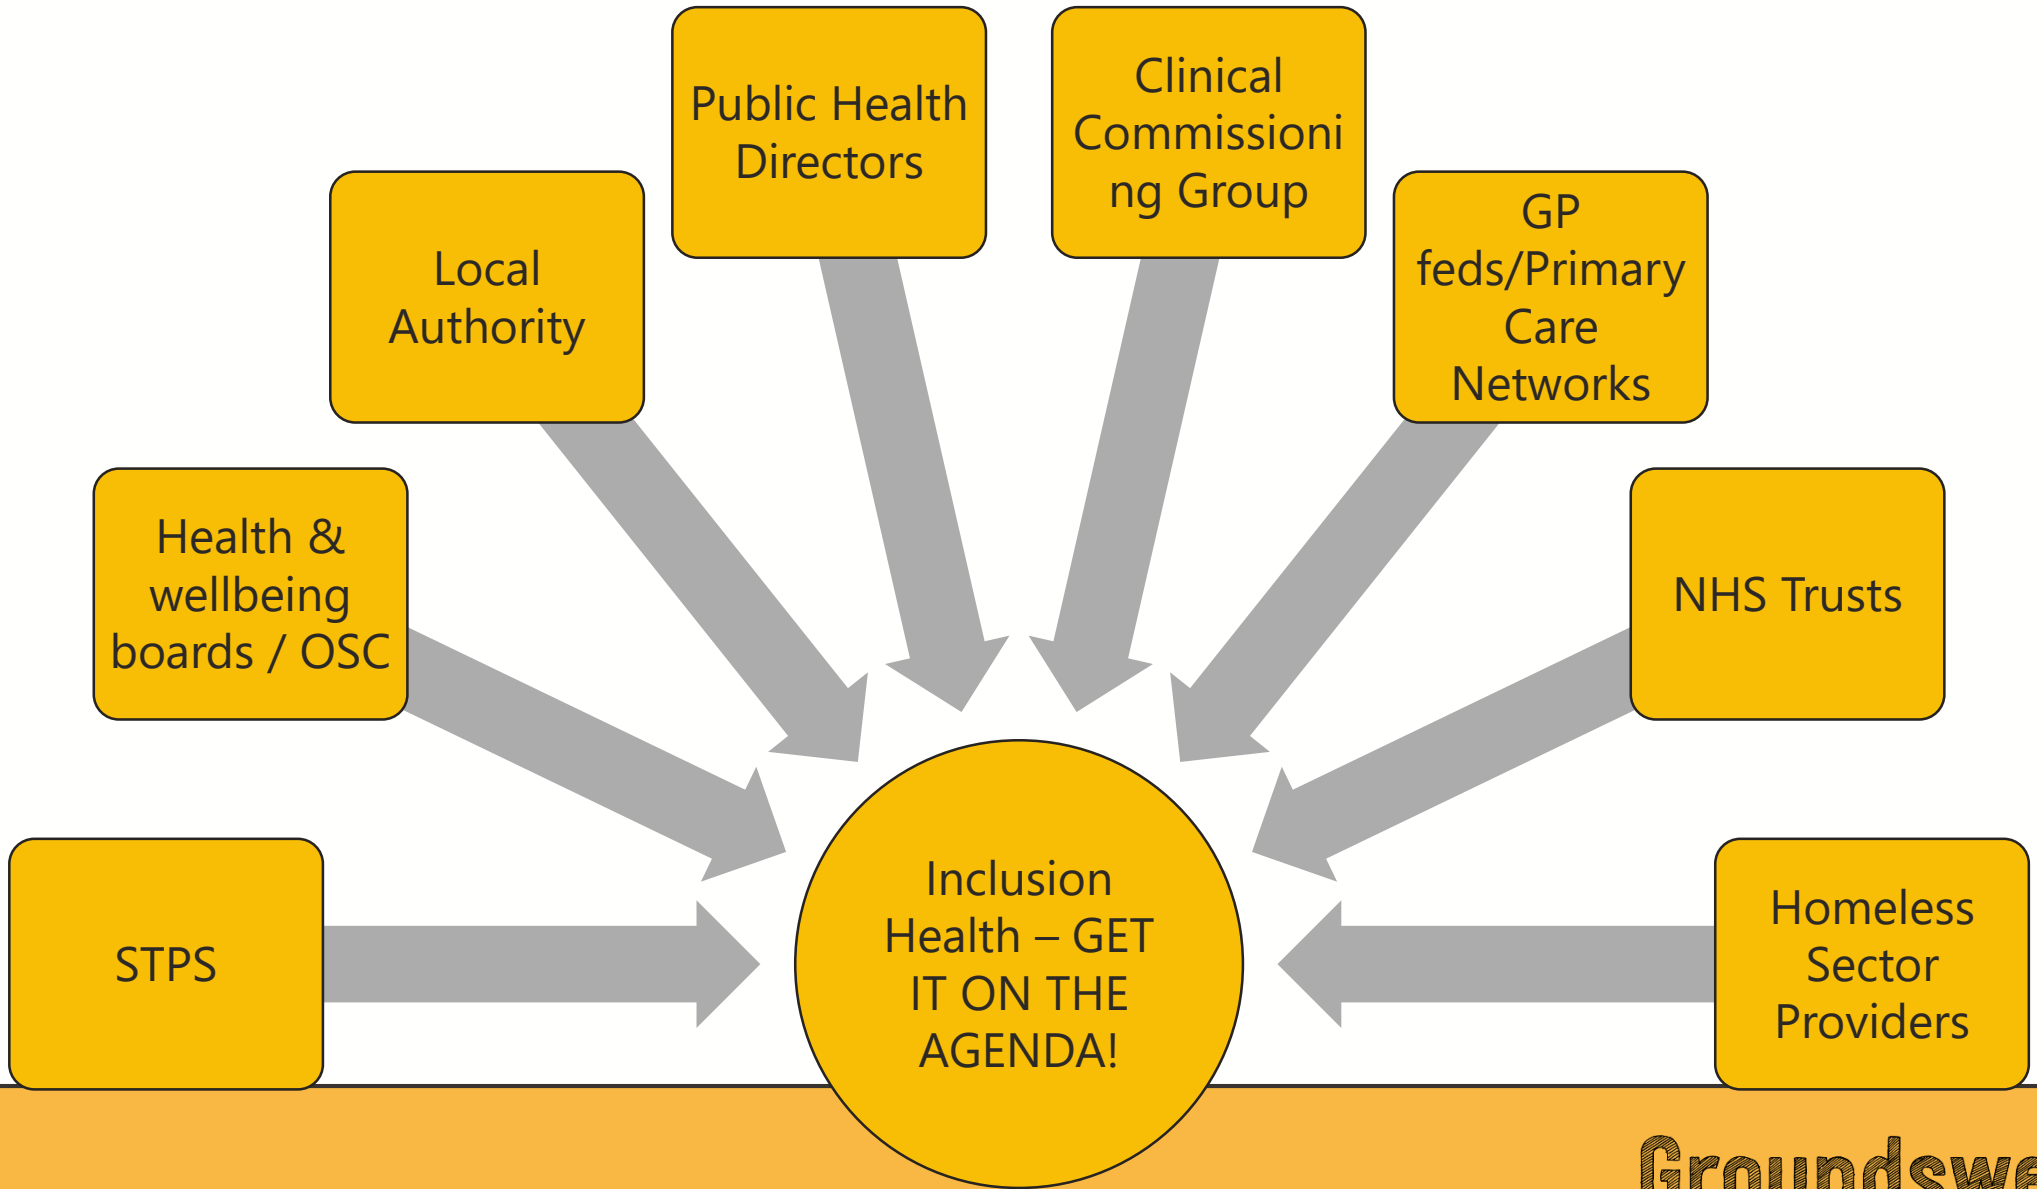 Public Health
Directors
Clinical
Commissioni
ng Group
Local
Authority
GP
feds/Primary
Care
Networks
Health &
wellbeing
boards / OSC
NHS Trusts
STPS
Inclusion
Health – GET
IT ON THE
AGENDA!
Homeless
Sector
Providers